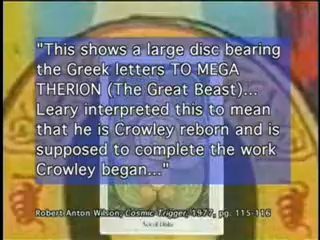 "This shows a large disc bearing
the Greek letters TO MEGA
THERION (The Great Beast)...
Leary interpreted this to mean
that he is Crowley reborn and is
supposed to complete the work
Crowley began..."
Robert Anton Wilson, Cosmic Trigger, 1977, pg. 115-116